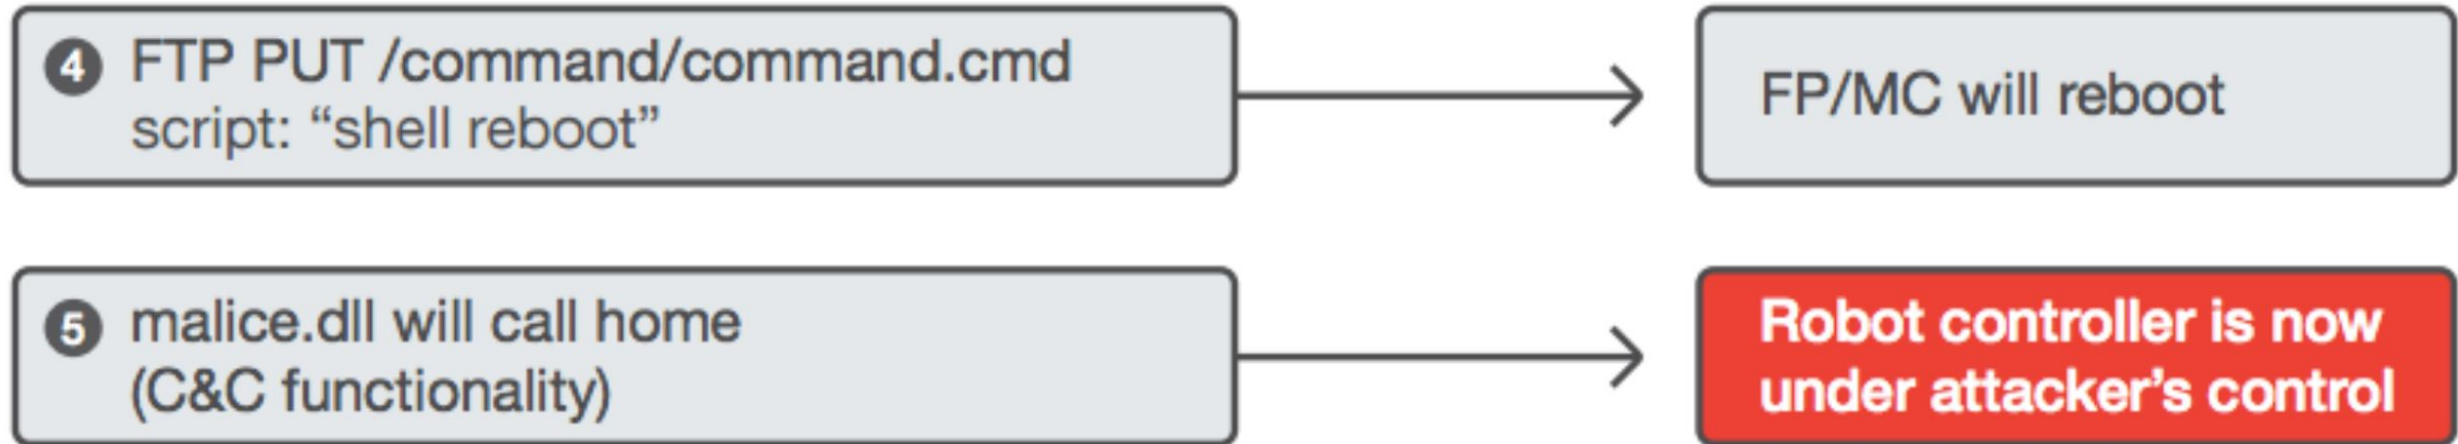 4 FTP PUT /command/command.cmd
script: “shell reboot”
FP/MC will reboot
5 malice.dll will call home
(C&C functionality)
Robot controller is now
under attacker’s control